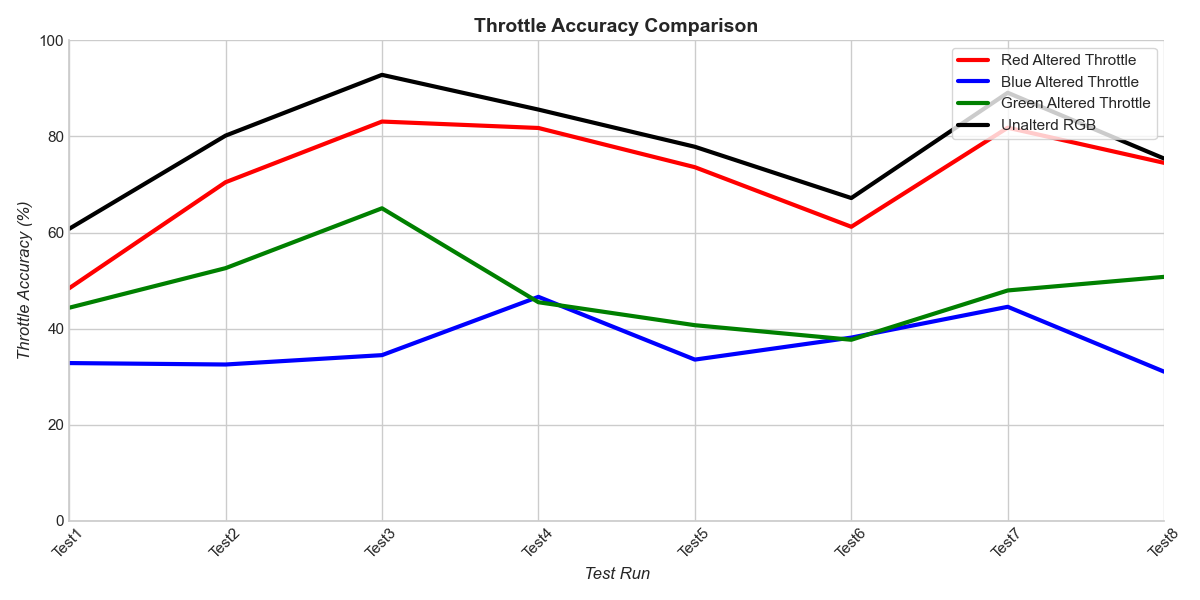 Throttle Accuracy Comparison
100
80
60
40
20
0
Throttle Accuracy (%)
Red Altered Throttle
Blue Altered Throttle
Green Altered Throttle
Unalterd RGB
Test1
Test2
Test3
Test4
Test5
Test6
Test7
Test8
Test Run